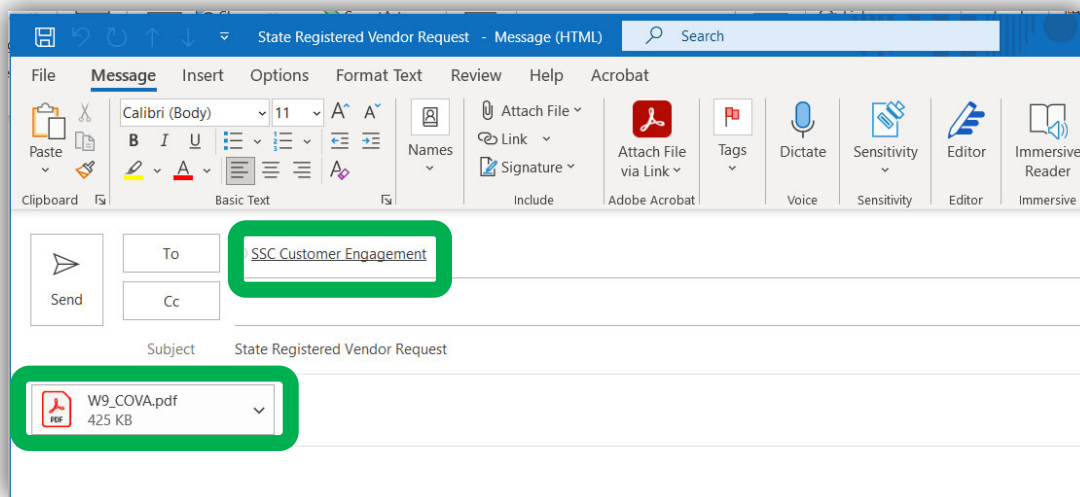 State Registered Vendor Request - Message (HTML)
Search
File Message Insert Options Format Text Review Help Acrobat
Calibri (Body) 11 A A
B I U
A
Paste
Clipboard
Basic Text
Names
Attach File
Link
Signature
Include
Attach File
via Link
Adobe Acrobat
Tags
Dictate
Voice
Sensitivity
Sensitivity
Editor
Editor
Immersive
Reader
Immersive
Send
To SSC Customer Engagement
Cc
Subject State Registered Vendor Request
PDF
W9_COVA.pdf
425 KB